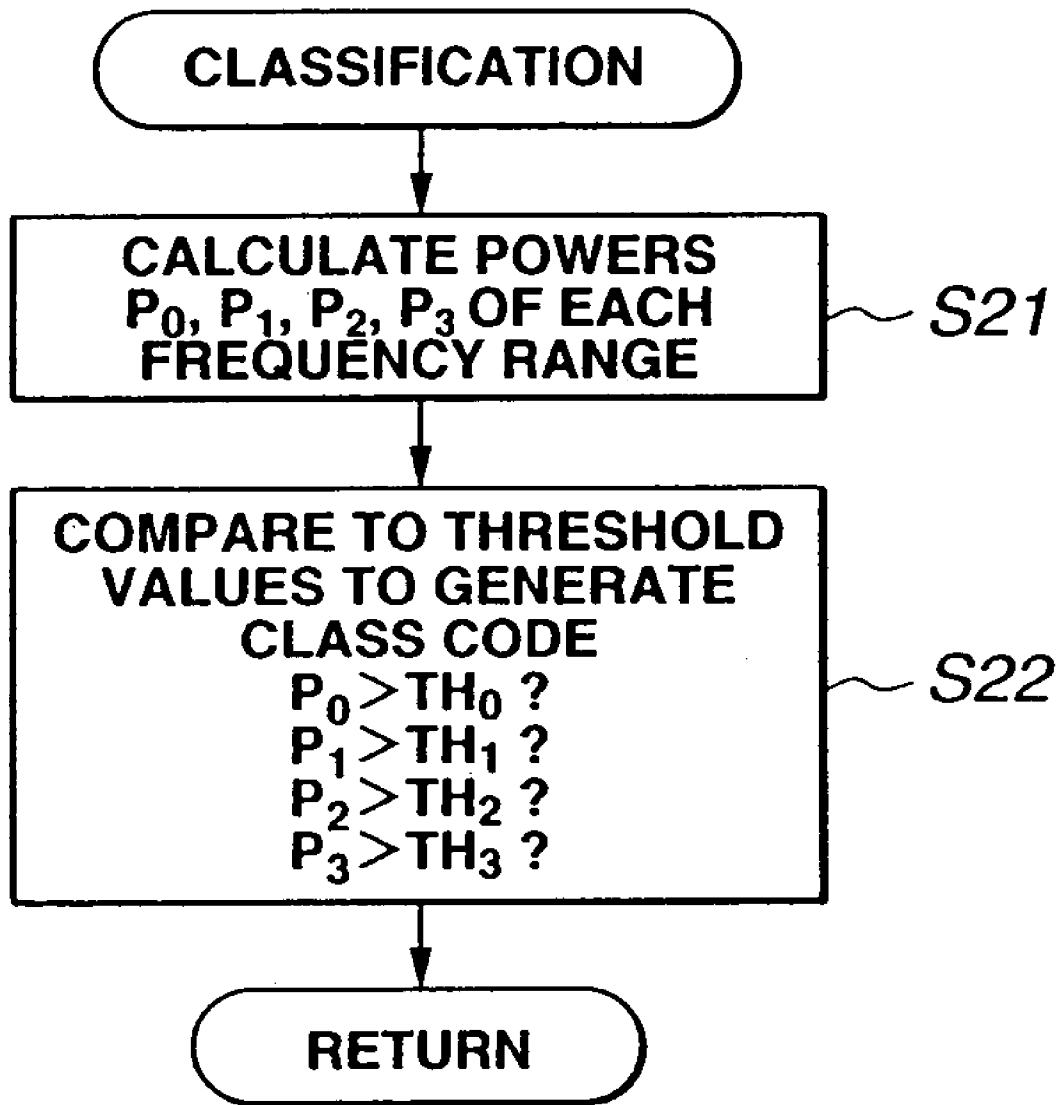 CLASSIFICATION
CALCULATE POWERS
P₀, P₁, P₂, P₃ OF EACH
FREQUENCY RANGE
S21
COMPARE TO THRESHOLD
VALUES TO GENERATE
CLASS CODE
P₀ > TH₀ ?
P₁ > TH₁ ?
P₂ > TH₂ ?
P₃ > TH₃ ?
S22
RETURN